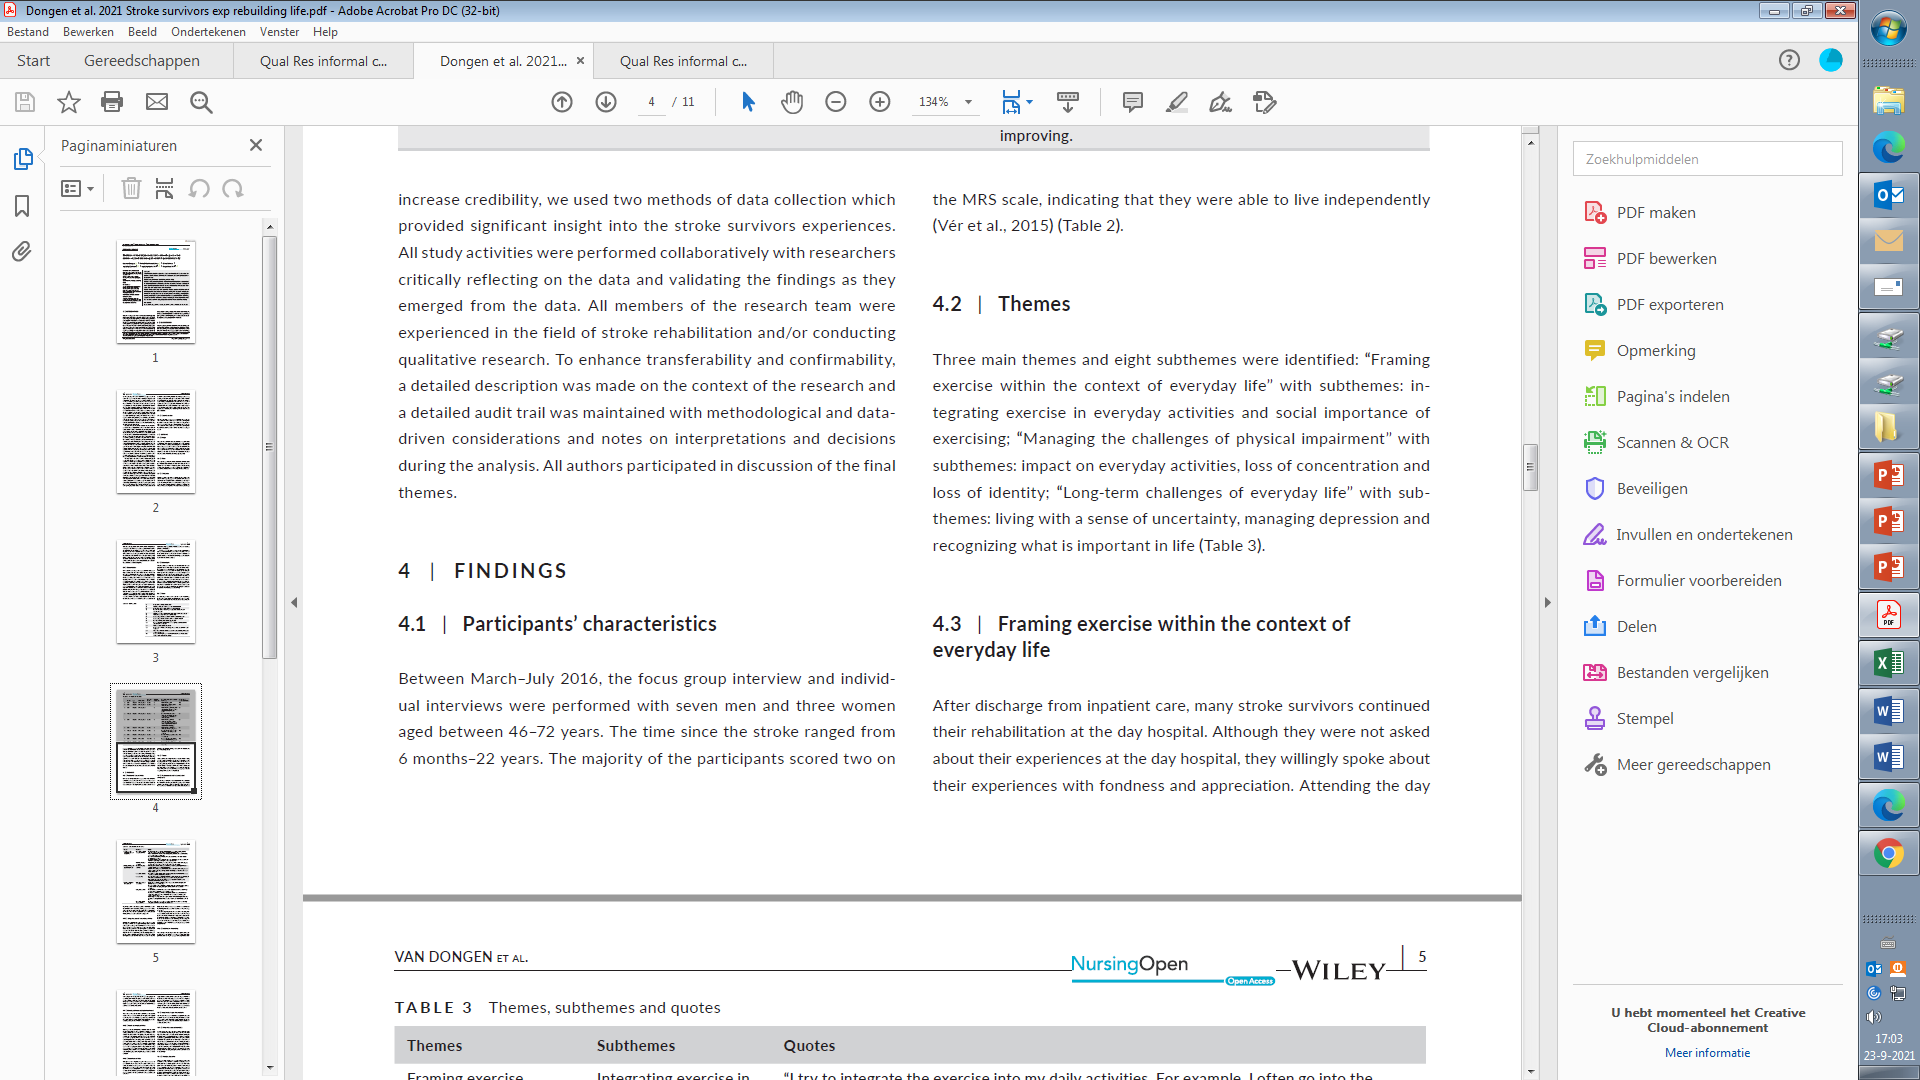 Dongen et al. 2021 Stroke survivors exp rebuilding life.pdf - Adobe Acrobat Pro DC (32-bit)
Bestand Bewerken Beeld Ondertekenen Venster Help
Start Gereedschappen Qual Res informal c... Dongen et al. 2021... Qual Res informal c...
4 / 11 134%
Paginaminiaturen
1
2
3
4
5
improving.
increase credibility, we used two methods of data collection which
provided significant insight into the stroke survivors experiences.
All study activities were performed collaboratively with researchers
critically reflecting on the data and validating the findings as they
emerged from the data. All members of the research team were
experienced in the field of stroke rehabilitation and/or conducting
qualitative research. To enhance transferability and confirmability,
a detailed description was made on the context of the research and
a detailed audit trail was maintained with methodological and data-
driven considerations and notes on interpretations and decisions
during the analysis. All authors participated in discussion of the final
themes.
4 | FINDINGS
4.1 | Participants’ characteristics
Between March–July 2016, the focus group interview and individ-
ual interviews were performed with seven men and three women
aged between 46–72 years. The time since the stroke ranged from
6 months–22 years. The majority of the participants scored two on
the MRS scale, indicating that they were able to live independently
(Vér et al., 2015) (Table 2).
4.2 | Themes
Three main themes and eight subthemes were identified: “Framing
exercise within the context of everyday life” with subthemes: in-
tegrating exercise in everyday activities and social importance of
exercising; “Managing the challenges of physical impairment” with
subthemes: impact on everyday activities, loss of concentration and
loss of identity; “Long-term challenges of everyday life” with sub-
themes: living with a sense of uncertainty, managing depression and
recognizing what is important in life (Table 3).
4.3 | Framing exercise within the context of
everyday life
After discharge from inpatient care, many stroke survivors continued
their rehabilitation at the day hospital. Although they were not asked
about their experiences at the day hospital, they willingly spoke about
their experiences with fondness and appreciation. Attending the day
VAN DONGEN ET AL.
NursingOpen
Open Access
WILEY
5
TABLE 3 Themes, subthemes and quotes
Themes Subthemes Quotes
Framing exercise Integrating exercise in “I try to integrate the exercise into my daily activities. For example, I often go into the
Zoekhulpmiddelen
PDF maken
PDF bewerken
PDF exporteren
Opmerking
Pagina's indelen
Scannen & OCR
Beveiligen
Invullen en ondertekenen
Formulier voorbereiden
Delen
Bestanden vergelijken
Stempel
Meer gereedschappen
U hebt momenteel het Creative
Cloud-abonnement
Meer informatie
17:03
23-9-2021